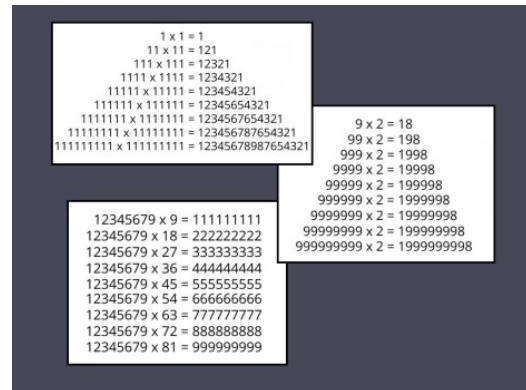 1 x 1 = 1
11 x 11 = 121
111 x 111 = 12321
1111 x 1111 = 1234321
11111 x 11111 = 123454321
111111 x 111111 = 12345654321
1111111 x 1111111 = 1234567654321
11111111 x 11111111 = 123456787654321
111111111 x 111111111 = 12345678987654321
9 x 2 = 18
99 x 2 = 198
999 x 2 = 1998
9999 x 2 = 19998
99999 x 2 = 199998
999999 x 2 = 1999998
9999999 x 2 = 19999998
99999999 x 2 = 199999998
999999999 x 2 = 1999999998
12345679 x 9 = 111111111
12345679 x 18 = 222222222
12345679 x 27 = 333333333
12345679 x 36 = 444444444
12345679 x 45 = 555555555
12345679 x 54 = 666666666
12345679 x 63 = 777777777
12345679 x 72 = 888888888
12345679 x 81 = 999999999